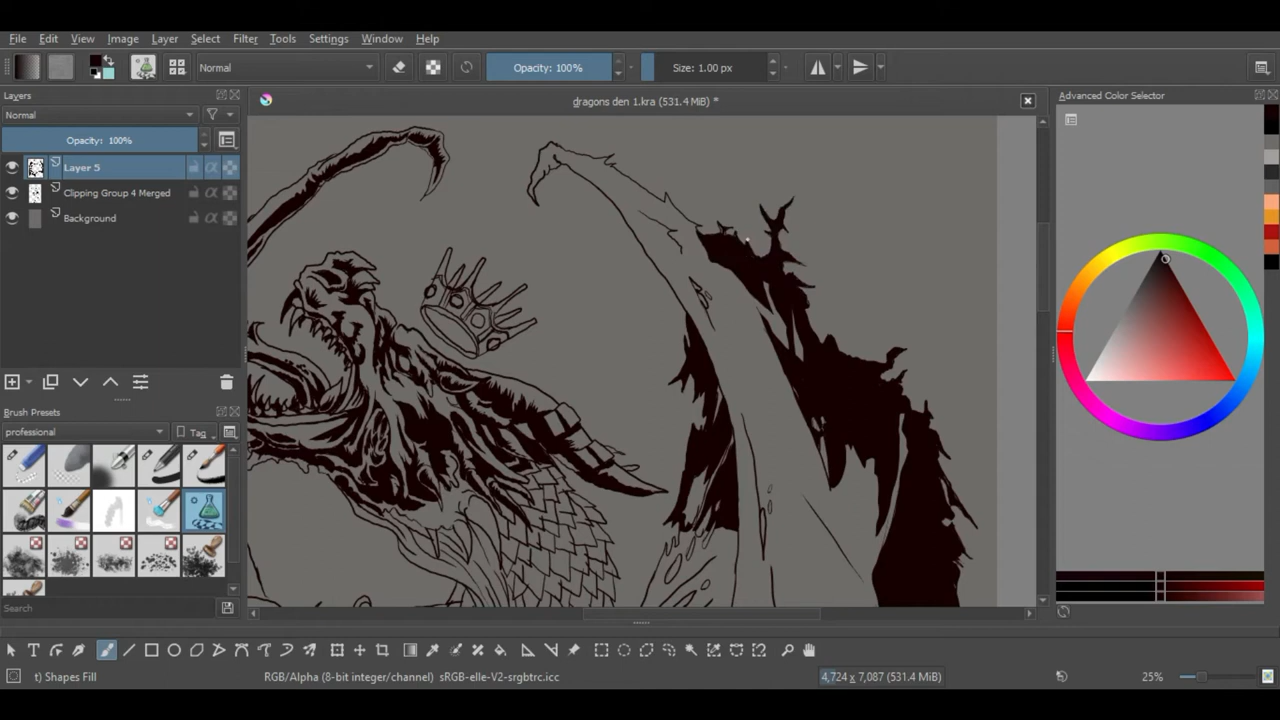 File Edit View Image Layer Select Filter Tools Settings Window Help
Normal Opacity: 100% Size: 1.00 px
Layers
dragons den 1.kra (531.4 MiB) *
Advanced Color Selector
Normal
Opacity: 100%
Layer 5
Clipping Group 4 Merged
Background
Brush Presets
professional Tag
Search
t) Shapes Fill RGB/Alpha (8-bit integer/channel) sRGB-elle-V2-srgbtrc.icc 4,724 x 7,087 (531.4 MiB) 25%